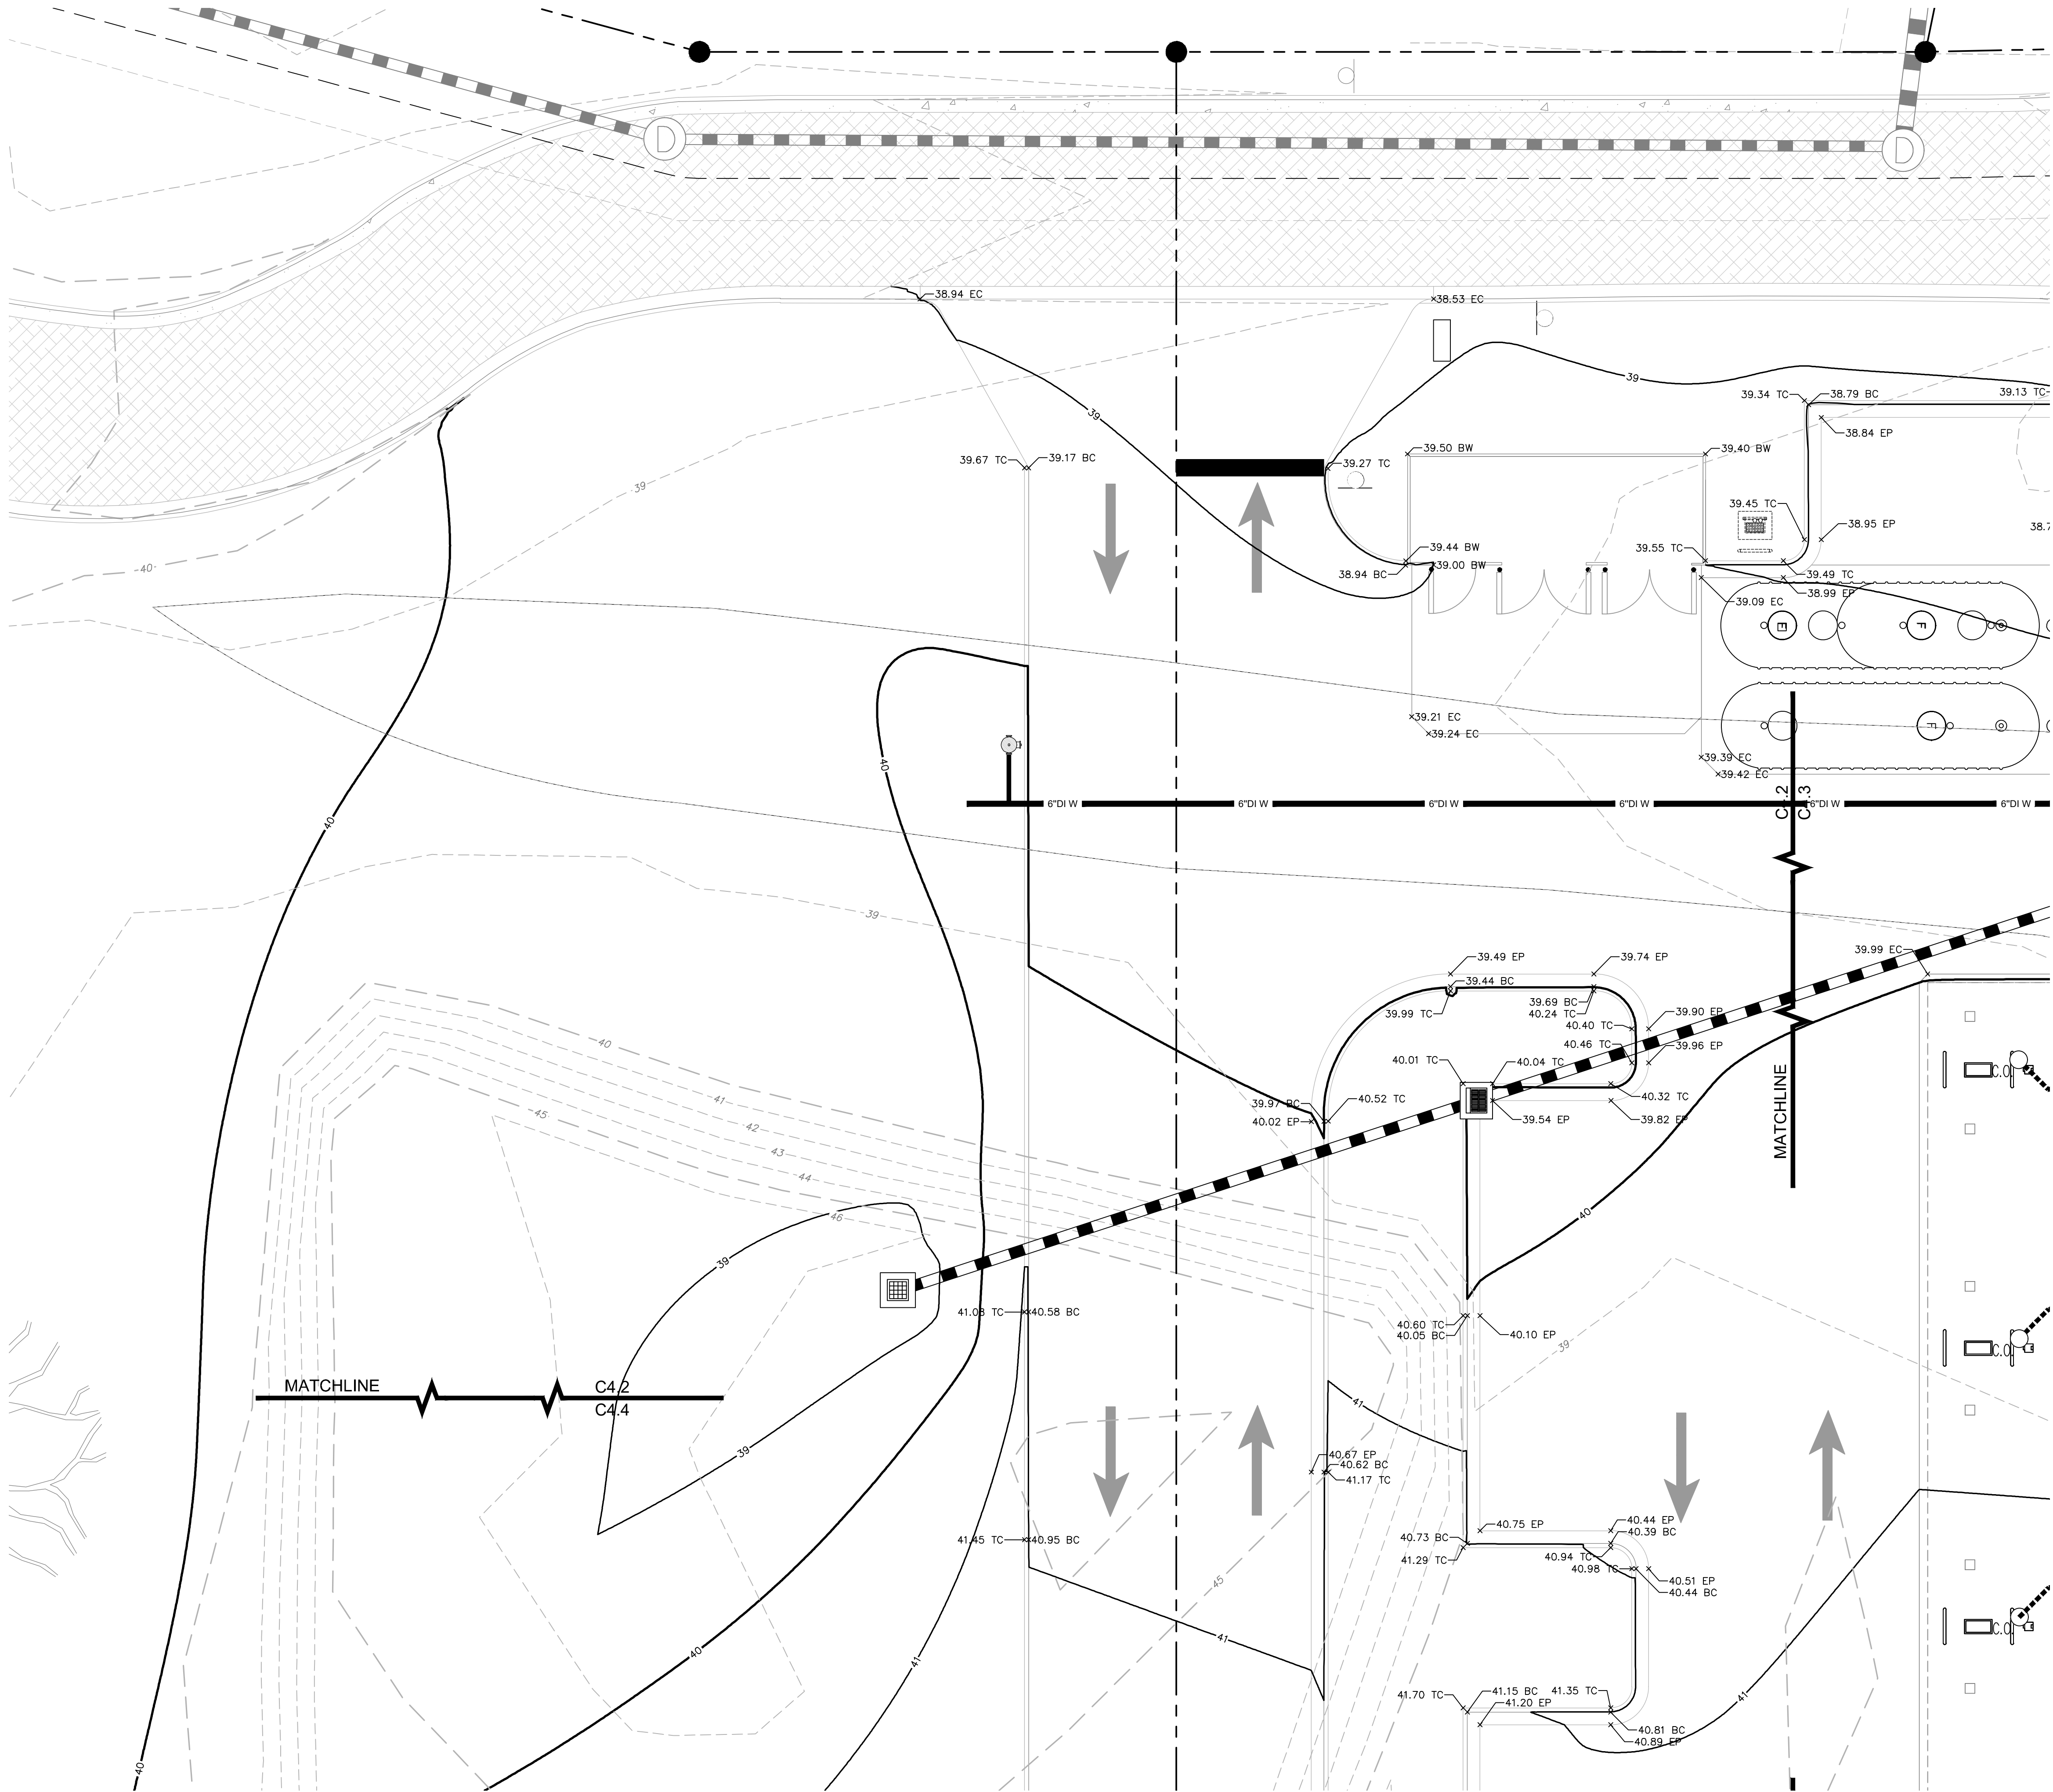 D
D
38.94 EC
38.53 EC
39
39
39.34 TC
38.79 BC
39.13 TC
38.84 EP
39.67 TC
39.17 BC
39.27 TC
39.50 BW
39.40 BW
39
39.45 TC
38.95 EP
38.7
39.44 BW
39.00 BW
38.94 BC
39.55 TC
39.49 TC
38.99 EP
39.09 EC
40
E
F
39.21 EC
39.24 EC
F
39.39 EC
39.42 EC
40
40
6"DI W
6"DI W
6"DI W
6"DI W
6"DI W
6"DI W
C4.2
C4.3
39
39.49 EP
39.74 EP
39.99 EC
39.44 BC
39.69 BC
39.99 TC
40.24 TC
39.90 EP
40.40 TC
40
40.46 TC
39.96 EP
40.01 TC
40.04 TC
C.O.
MATCHLINE
41
45
40.32 TC
39.97 BC
40.52 TC
40.02 EP
39.54 EP
39.82 EP
42
43
44
46
40
39
41.08 TC
40.58 BC
40.60 TC
40.05 BC
40.10 EP
39
C.O.
MATCHLINE
C4.2
C4.4
41
39
40.67 EP
40.62 BC
41.17 TC
40.75 EP
40.44 EP
40.39 BC
41.45 TC
40.95 BC
40.73 BC
41.29 TC
40.94 TC
40.98 TC
40.51 EP
40.44 BC
45
C.O.
41
40
41
41.70 TC
41.15 BC
41.35 TC
41.20 EP
41
40.81 BC
40.89 EP
40